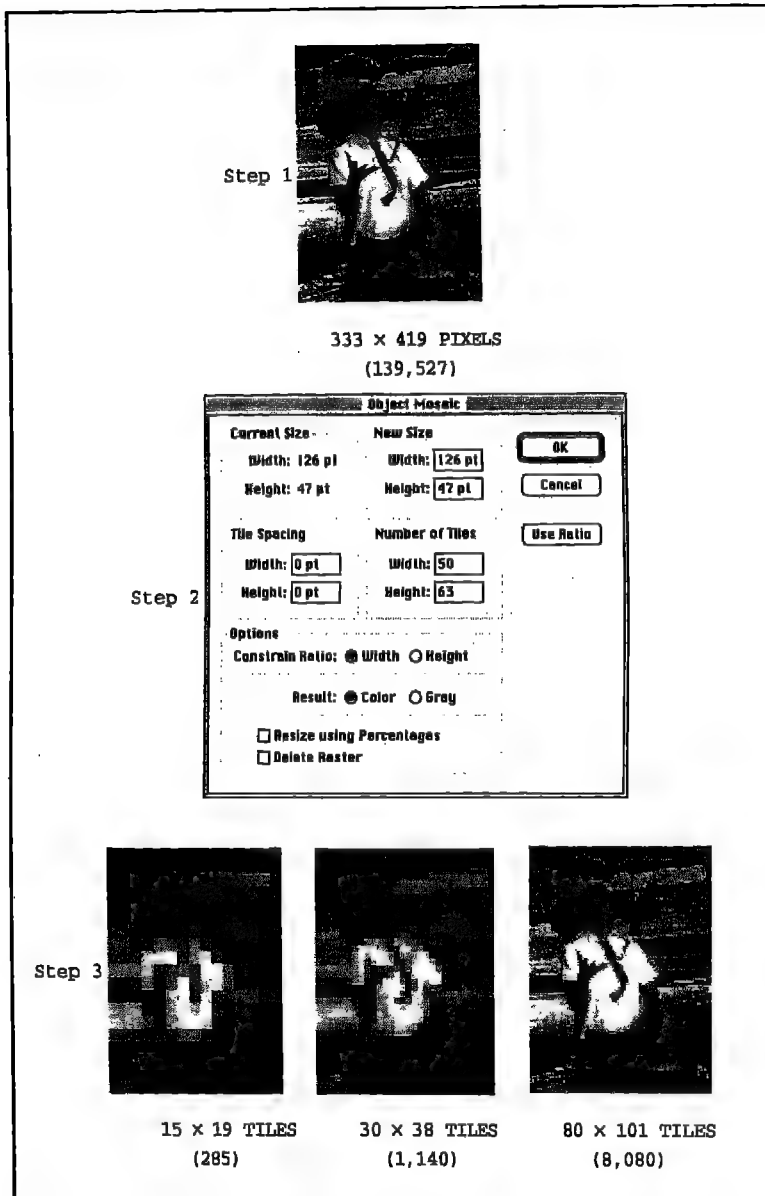 Step 1
333 × 419 PIXELS
(139,527)
Object Mosaic
Current Size
New Size
OK
Width: 126 pt
Width: 126 pt
Height: 47 pt
Height: 47 pt
Cancel
Tile Spacing
Number of Tiles
Use Ratio
Width: 0 pt
Width: 50
Step 2
Height: 0 pt
Height: 63
Options
Constrain Ratio: Width Height
Result: Color Gray
Resize using Percentages
Delete Raster
Step 3
15 × 19 TILES
30 × 38 TILES
80 × 101 TILES
(285)
(1,140)
(8,080)